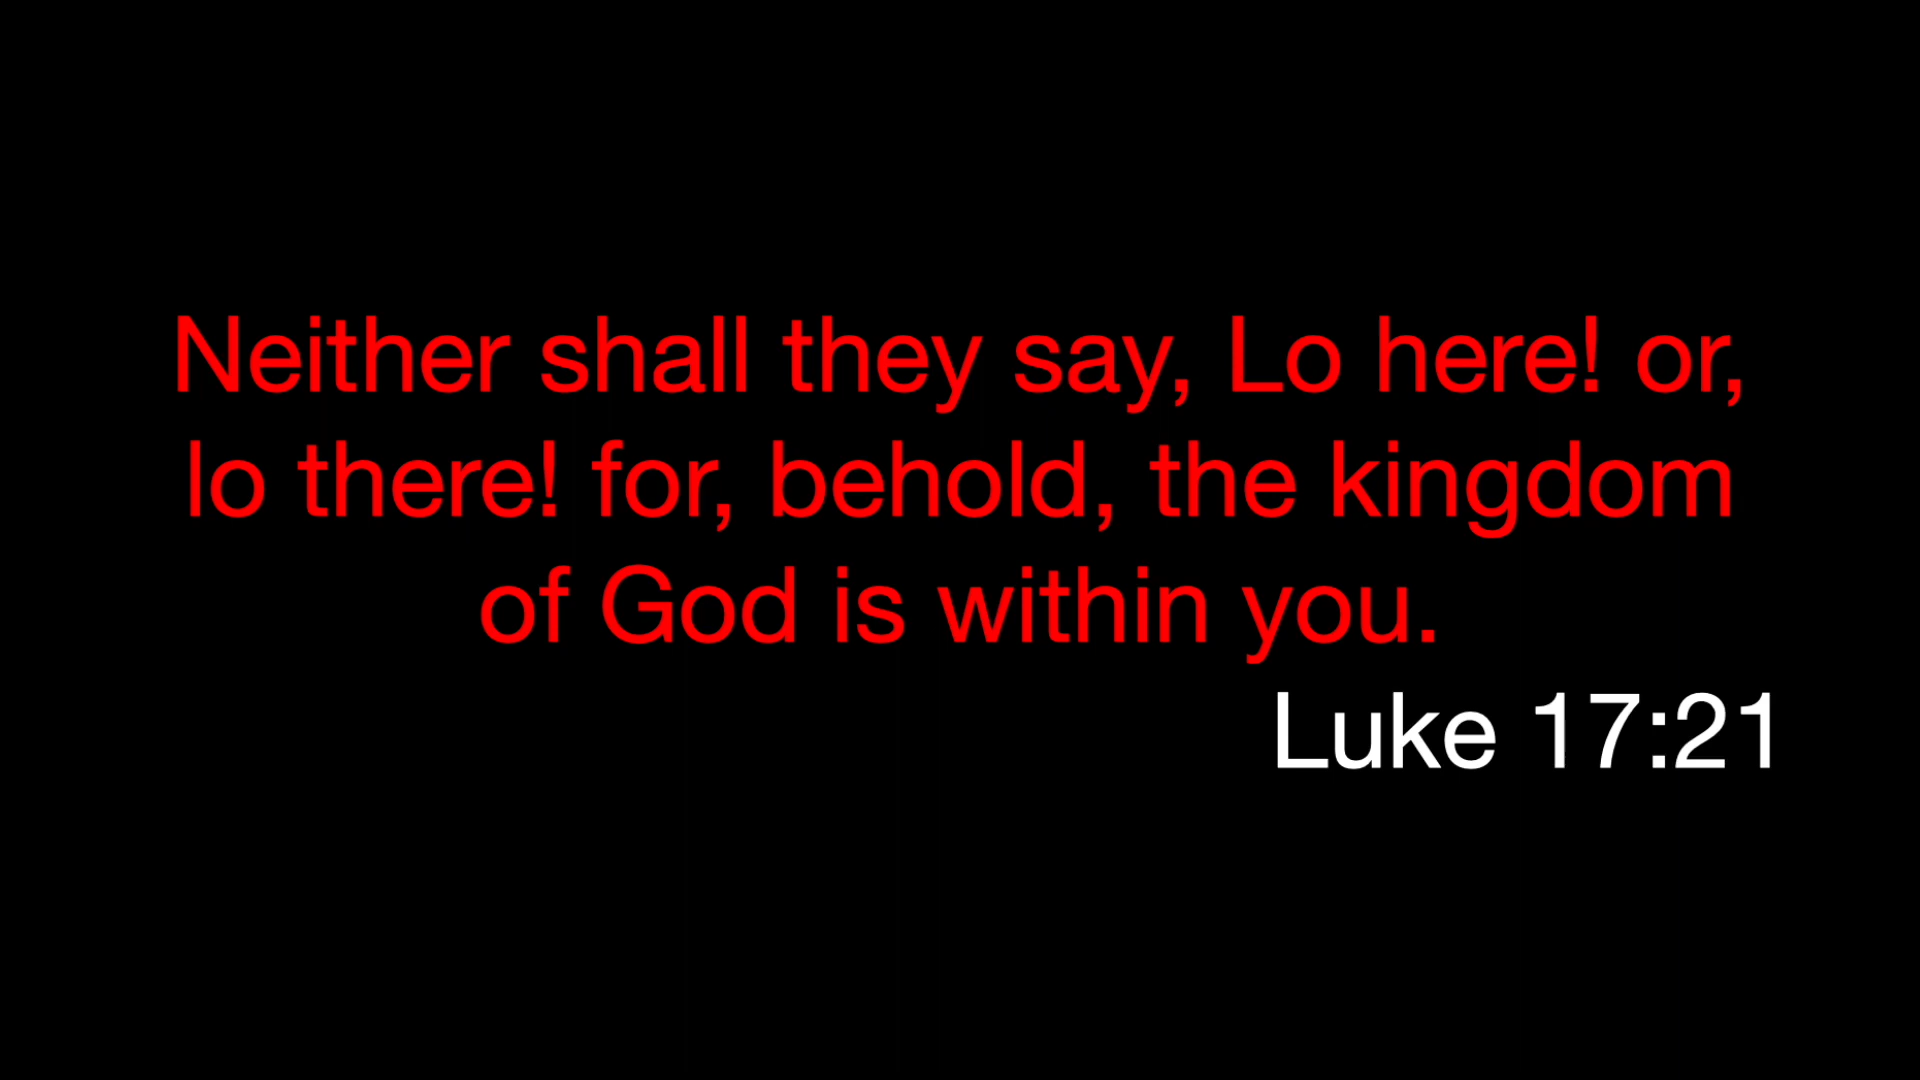 Neither shall they say, Lo here! or,
lo there! for, behold, the kingdom
of God is within you.
Luke 17:21